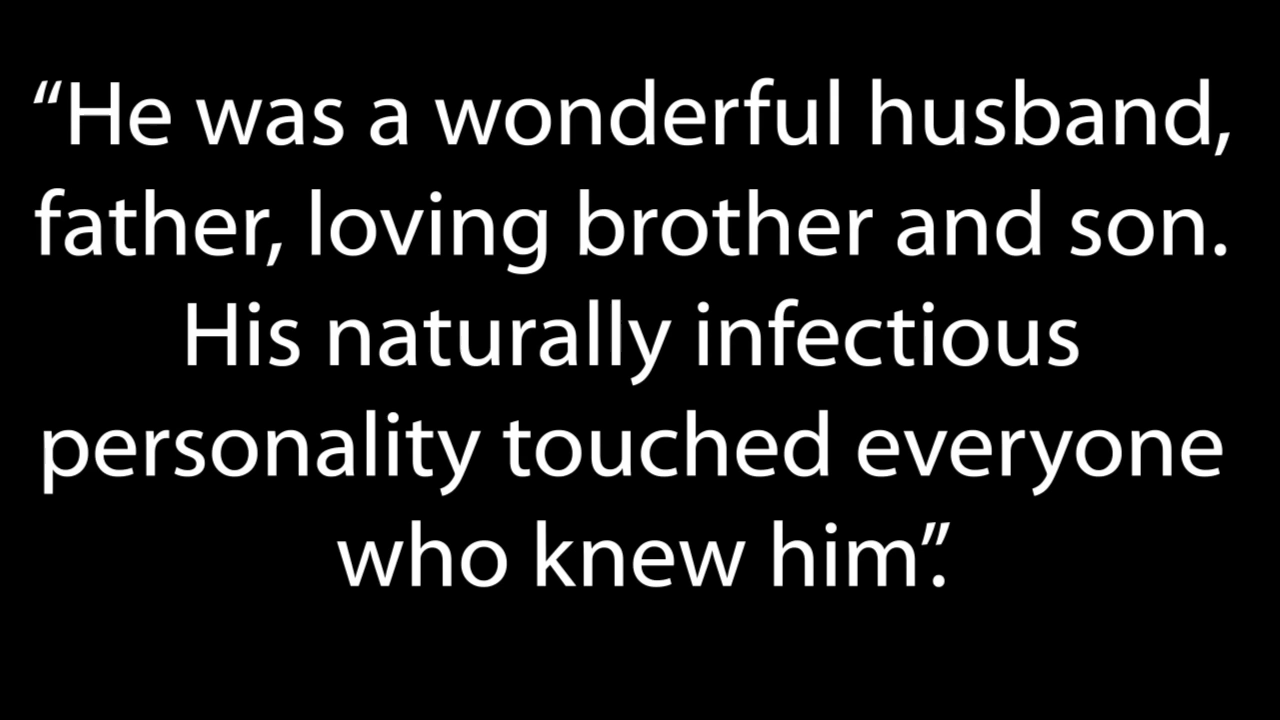 “He was a wonderful husband,
father, loving brother and son.
His naturally infectious
personality touched everyone
who knew him”.